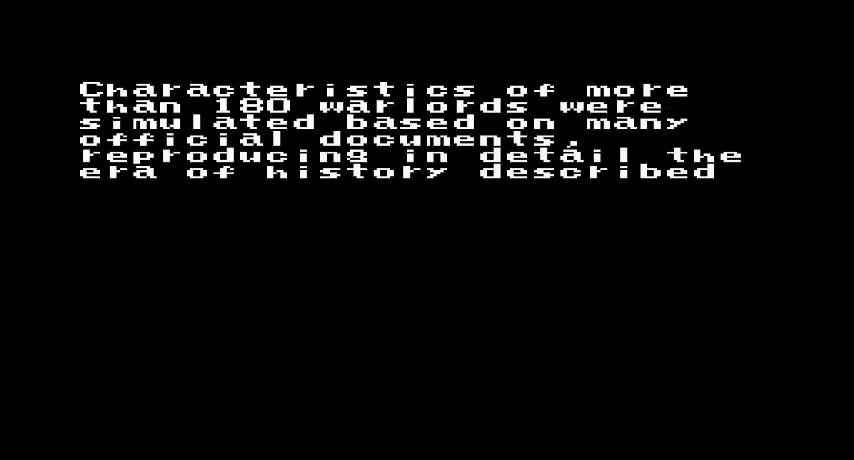 Characteristics of more
than 180 warlords were
simulated based on many
official documents,
reproducing in detail the
era of history described